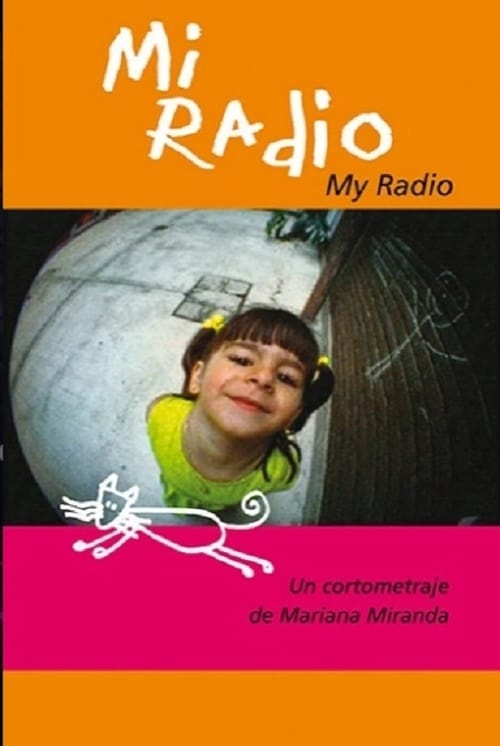 Mi
RADio
My Radio
Un cortometraje
de Mariana Miranda